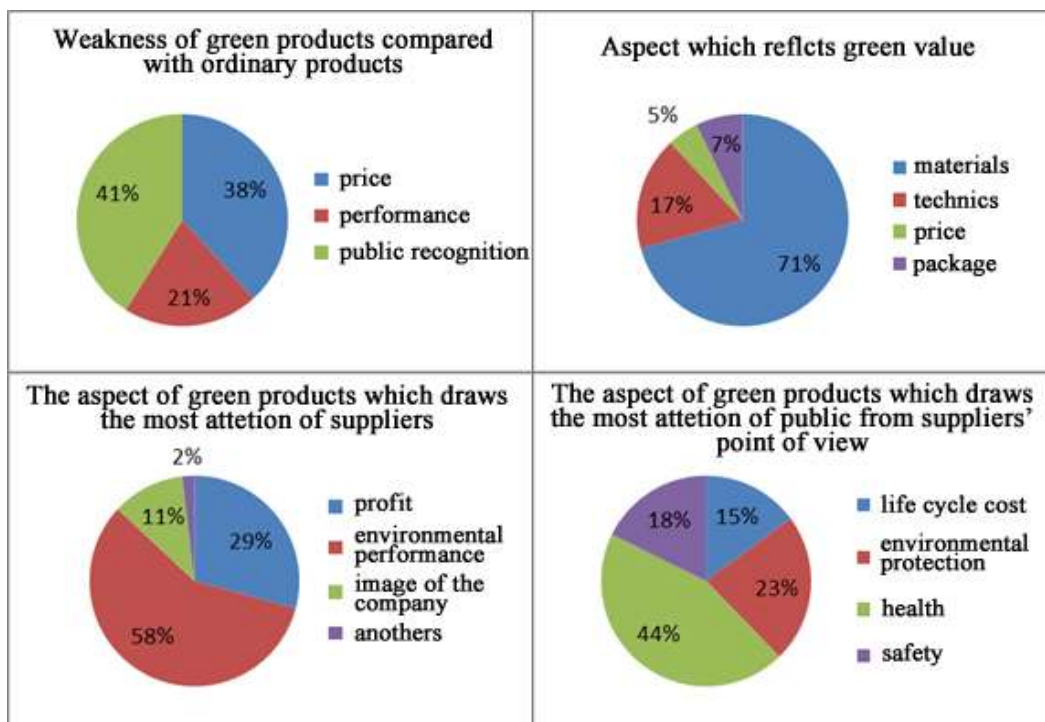 Weakness of green products compared
with ordinary products
41%
38%
21%
price
performance
public recognition
Aspect which reflcts green value
5%
7%
17%
71%
materials
technics
price
package
The aspect of green products which draws
the most attetion of suppliers
2%
11%
29%
58%
profit
environmental
performance
image of the
company
anothers
The aspect of green products which draws
the most attetion of public from suppliers’
point of view
18%
15%
23%
44%
life cycle cost
environmental
protection
health
safety